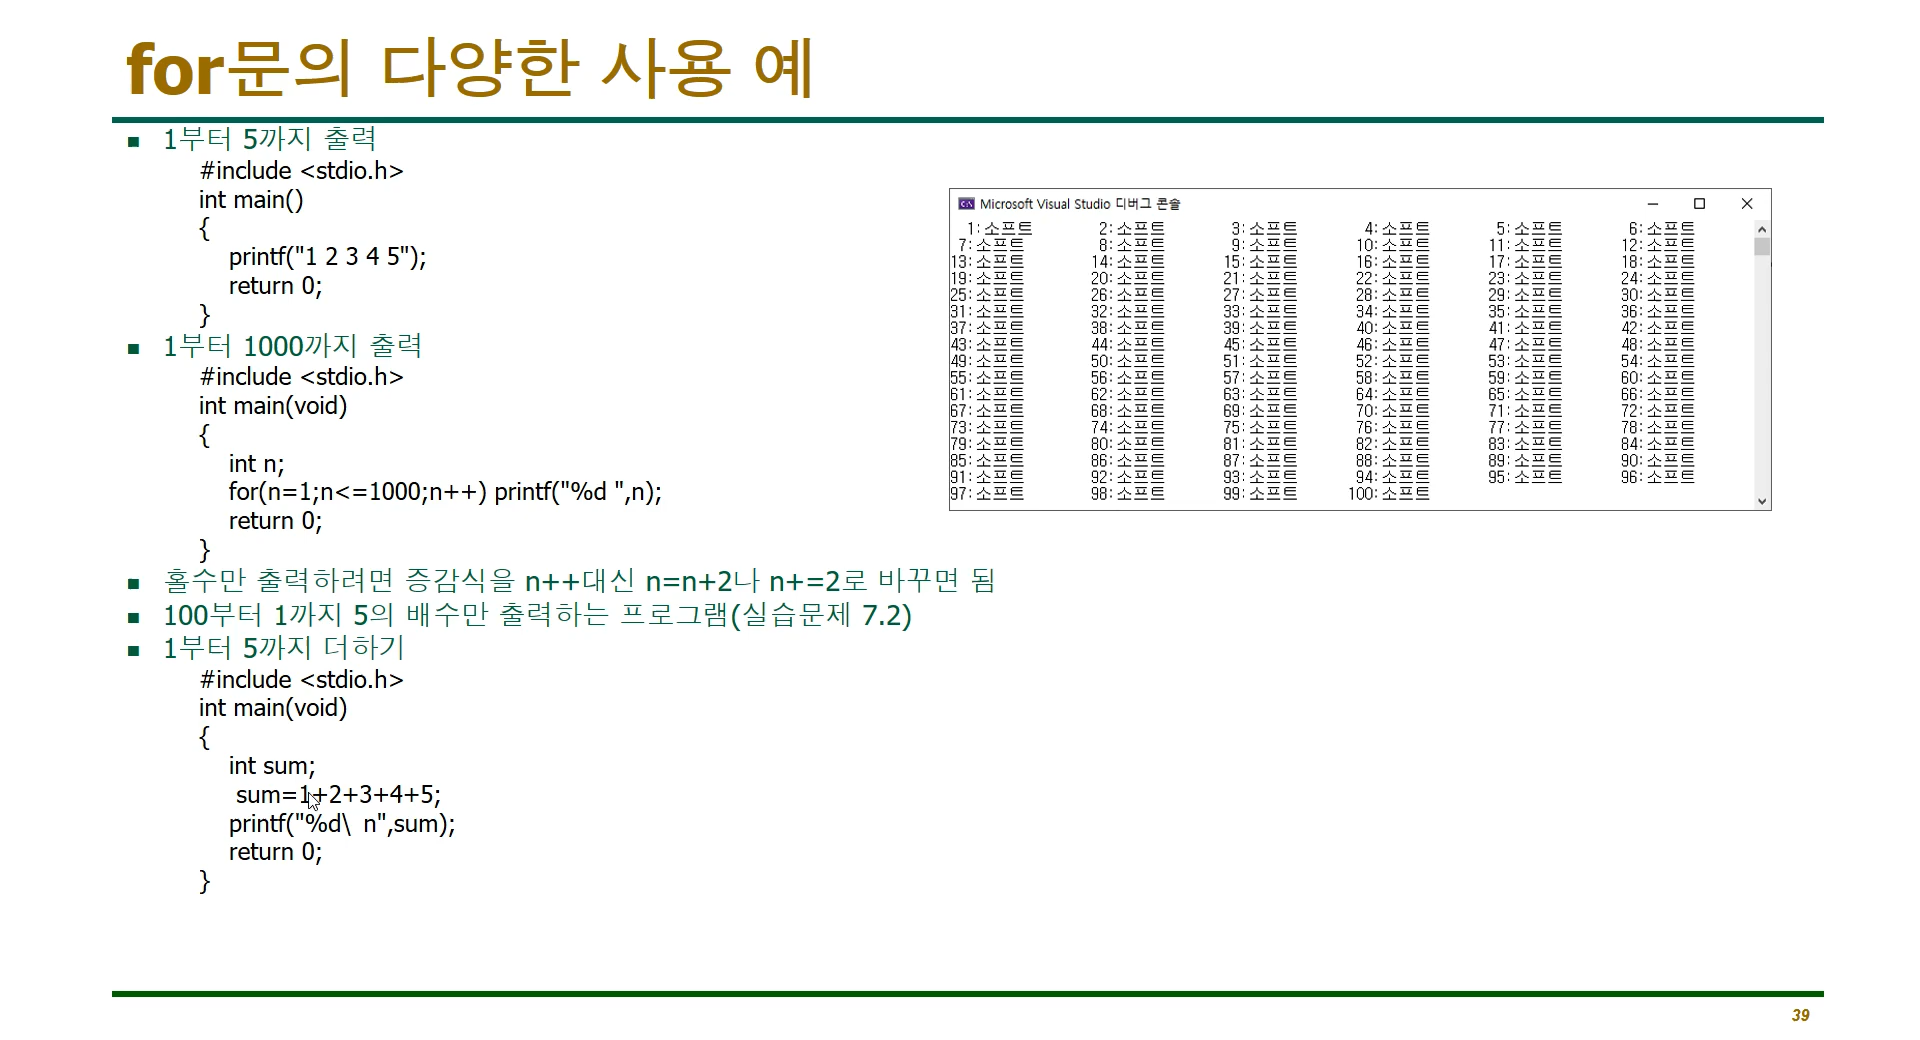 for문의 다양한 사용 예
■ 1부터 5까지 출력
#include <stdio.h>
int main()
{
printf("1 2 3 4 5");
return 0;
}
■ 1부터 1000까지 출력
#include <stdio.h>
int main(void)
{
int n;
for(n=1;n<=1000;n++) printf("%d ",n);
return 0;
}
■ 홀수만 출력하려면 증감식을 n++대신 n=n+2나 n+=2로 바꾸면 됨
■ 100부터 1까지 5의 배수만 출력하는 프로그램(실습문제 7.2)
■ 1부터 5까지 더하기
#include <stdio.h>
int main(void)
{
int sum;
sum=1+2+3+4+5;
printf("%d\ n",sum);
return 0;
}
Microsoft Visual Studio 디버그 콘솔
1: 소프트 2: 소프트 3: 소프트 4: 소프트 5: 소프트 6: 소프트
7: 소프트 8: 소프트 9: 소프트 10: 소프트 11: 소프트 12: 소프트
13: 소프트 14: 소프트 15: 소프트 16: 소프트 17: 소프트 18: 소프트
19: 소프트 20: 소프트 21: 소프트 22: 소프트 23: 소프트 24: 소프트
25: 소프트 26: 소프트 27: 소프트 28: 소프트 29: 소프트 30: 소프트
31: 소프트 32: 소프트 33: 소프트 34: 소프트 35: 소프트 36: 소프트
37: 소프트 38: 소프트 39: 소프트 40: 소프트 41: 소프트 42: 소프트
43: 소프트 44: 소프트 45: 소프트 46: 소프트 47: 소프트 48: 소프트
49: 소프트 50: 소프트 51: 소프트 52: 소프트 53: 소프트 54: 소프트
55: 소프트 56: 소프트 57: 소프트 58: 소프트 59: 소프트 60: 소프트
61: 소프트 62: 소프트 63: 소프트 64: 소프트 65: 소프트 66: 소프트
67: 소프트 68: 소프트 69: 소프트 70: 소프트 71: 소프트 72: 소프트
73: 소프트 74: 소프트 75: 소프트 76: 소프트 77: 소프트 78: 소프트
79: 소프트 80: 소프트 81: 소프트 82: 소프트 83: 소프트 84: 소프트
85: 소프트 86: 소프트 87: 소프트 88: 소프트 89: 소프트 90: 소프트
91: 소프트 92: 소프트 93: 소프트 94: 소프트 95: 소프트 96: 소프트
97: 소프트 98: 소프트 99: 소프트 100: 소프트
39